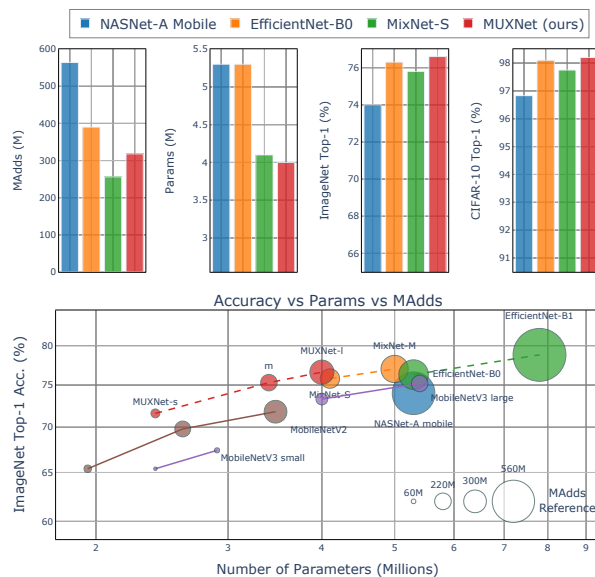 NASNet-A Mobile EfficientNet-B0 MixNet-S MUXNet (ours)
MAdds (M)
600
500
400
300
200
100
0
Params (M)
5.5
5
4.5
4
3.5
3
ImageNet Top-1 (%)
76
74
72
70
68
66
CIFAR-10 Top-1 (%)
98
97
96
95
94
93
92
91
Accuracy vs Params vs MAdds
ImageNet Top-1 Acc. (%)
80
75
70
65
60
EfficientNet-B1
MixNet-M
MUXNet-l
m
EfficientNet-B0
MixNet-S
MobileNetV3 large
MUXNet-s
NASNet-A mobile
MobileNetV2
MobileNetV3 small
560M
300M
220M
60M
MAdds
Reference
2 3 4 5 6 7 8 9
Number of Parameters (Millions)